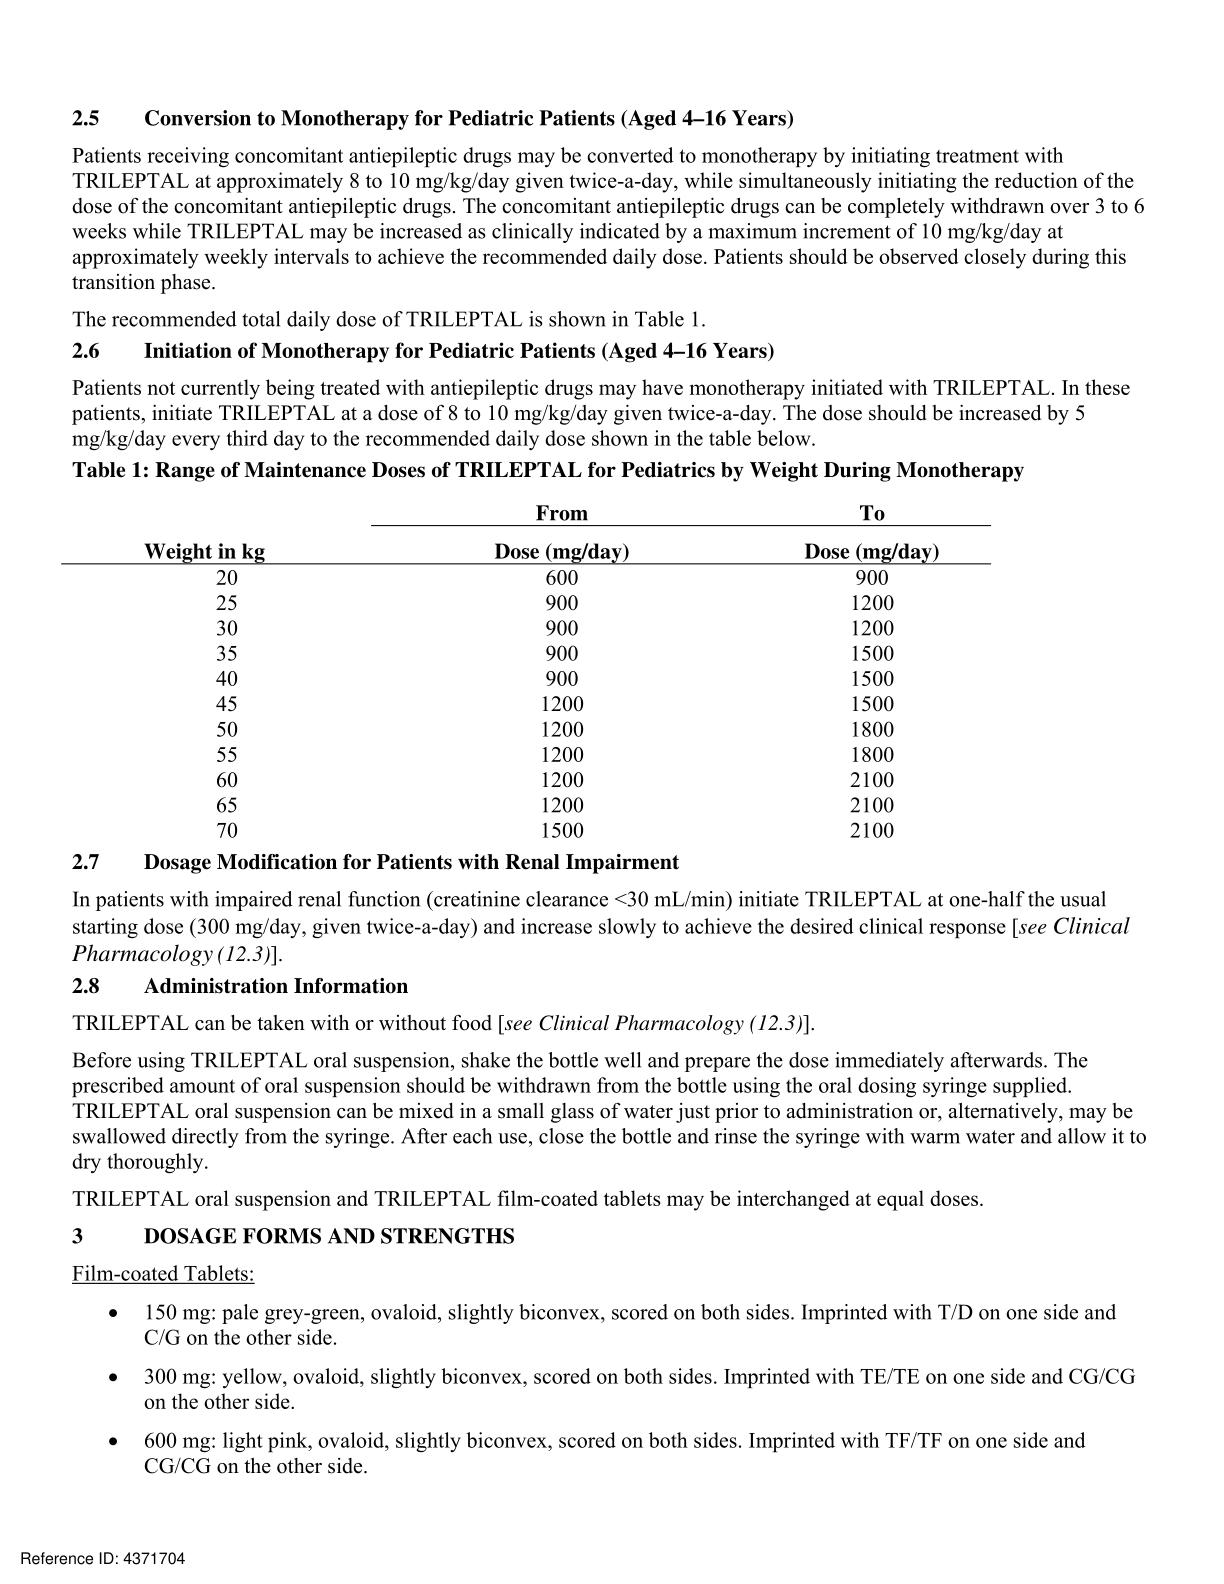 2.5 Conversion to Monotherapy for Pediatric Patients (Aged 4–16 Years)
Patients receiving concomitant antiepileptic drugs may be converted to monotherapy by initiating treatment with
TRILEPTAL at approximately 8 to 10 mg/kg/day given twice-a-day, while simultaneously initiating the reduction of the
dose of the concomitant antiepileptic drugs. The concomitant antiepileptic drugs can be completely withdrawn over 3 to 6
weeks while TRILEPTAL may be increased as clinically indicated by a maximum increment of 10 mg/kg/day at
approximately weekly intervals to achieve the recommended daily dose. Patients should be observed closely during this
transition phase.
The recommended total daily dose of TRILEPTAL is shown in Table 1.
2.6 Initiation of Monotherapy for Pediatric Patients (Aged 4–16 Years)
Patients not currently being treated with antiepileptic drugs may have monotherapy initiated with TRILEPTAL. In these
patients, initiate TRILEPTAL at a dose of 8 to 10 mg/kg/day given twice-a-day. The dose should be increased by 5
mg/kg/day every third day to the recommended daily dose shown in the table below.
Table 1: Range of Maintenance Doses of TRILEPTAL for Pediatrics by Weight During Monotherapy
From To
Weight in kg Dose (mg/day) Dose (mg/day)
20 600 900
25 900 1200
30 900 1200
35 900 1500
40 900 1500
45 1200 1500
50 1200 1800
55 1200 1800
60 1200 2100
65 1200 2100
70 1500 2100
2.7 Dosage Modification for Patients with Renal Impairment
In patients with impaired renal function (creatinine clearance <30 mL/min) initiate TRILEPTAL at one-half the usual
starting dose (300 mg/day, given twice-a-day) and increase slowly to achieve the desired clinical response [see Clinical
Pharmacology (12.3)].
2.8 Administration Information
TRILEPTAL can be taken with or without food [see Clinical Pharmacology (12.3)].
Before using TRILEPTAL oral suspension, shake the bottle well and prepare the dose immediately afterwards. The
prescribed amount of oral suspension should be withdrawn from the bottle using the oral dosing syringe supplied.
TRILEPTAL oral suspension can be mixed in a small glass of water just prior to administration or, alternatively, may be
swallowed directly from the syringe. After each use, close the bottle and rinse the syringe with warm water and allow it to
dry thoroughly.
TRILEPTAL oral suspension and TRILEPTAL film-coated tablets may be interchanged at equal doses.
3 DOSAGE FORMS AND STRENGTHS
Film-coated Tablets:
• 150 mg: pale grey-green, ovaloid, slightly biconvex, scored on both sides. Imprinted with T/D on one side and
C/G on the other side.
• 300 mg: yellow, ovaloid, slightly biconvex, scored on both sides. Imprinted with TE/TE on one side and CG/CG
on the other side.
• 600 mg: light pink, ovaloid, slightly biconvex, scored on both sides. Imprinted with TF/TF on one side and
CG/CG on the other side.
Reference ID: 4371704